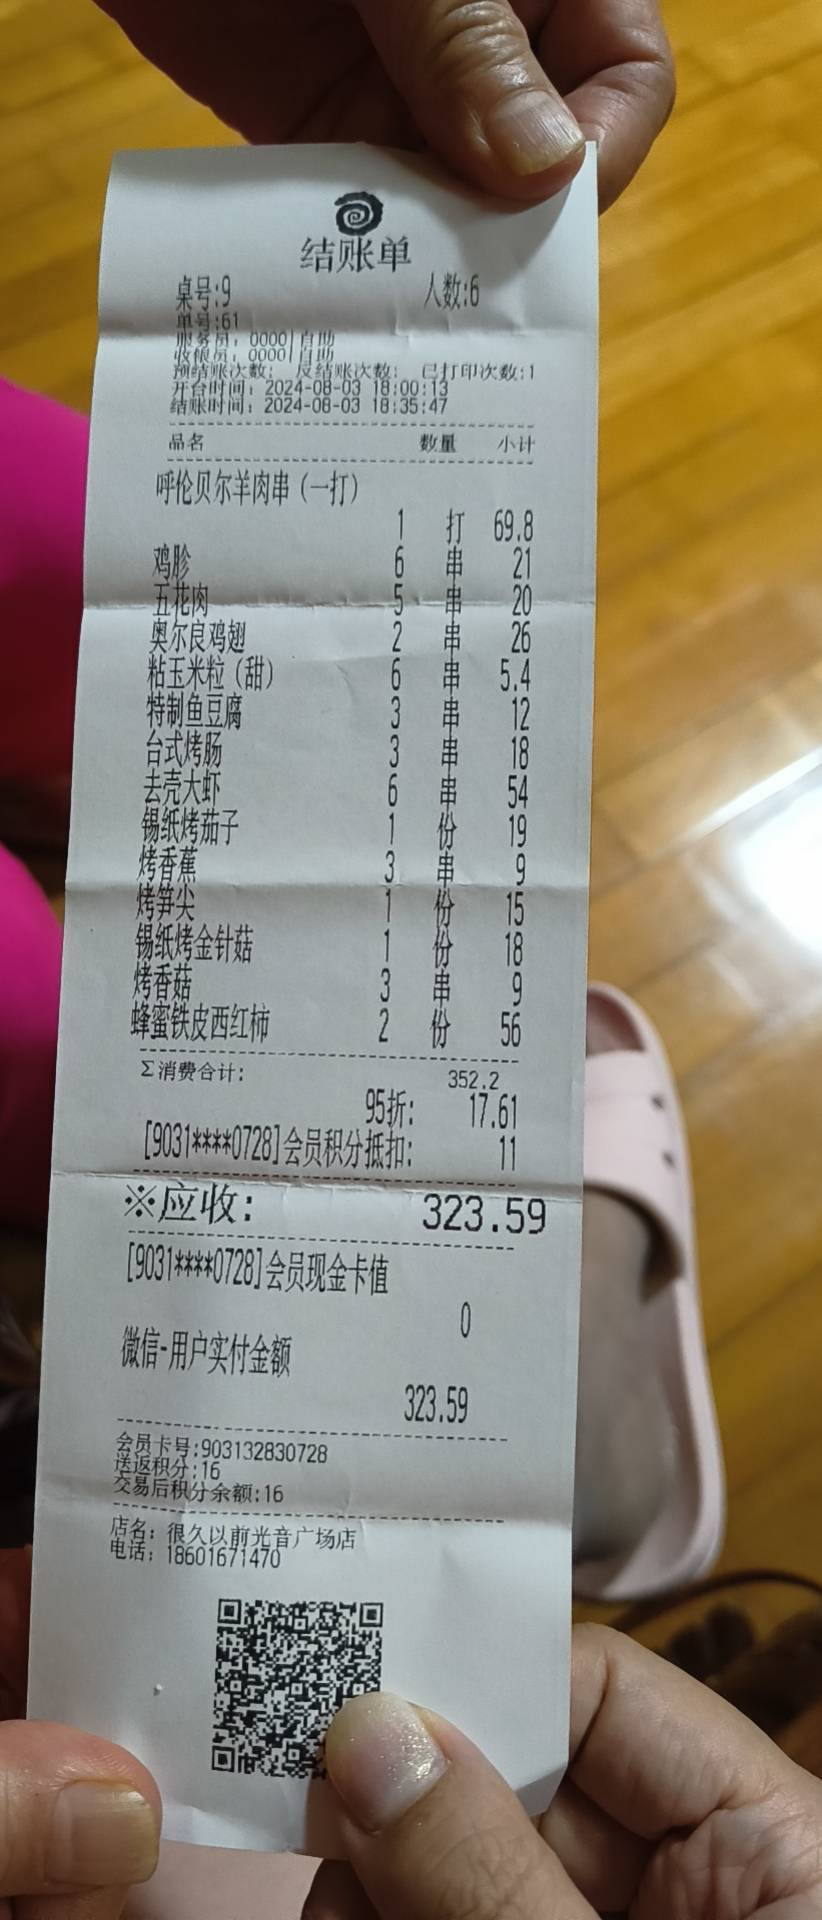 结账单
桌号:9 人数:6
单号:61
服务员: 0000|自助
收银员: 0000|自助
预结账次数: 反结账次数: 已打印次数:1
开台时间: 2024-08-03 18:00:13
结账时间: 2024-08-03 18:35:47
品名 数量 小计
呼伦贝尔羊肉串(一打)
1 打 69.8
鸡胗 6 串 21
五花肉 5 串 20
奥尔良鸡翅 2 串 26
粘玉米粒(甜) 6 串 5.4
特制鱼豆腐 3 串 12
台式烤肠 3 串 18
去壳大虾 6 串 54
锡纸烤茄子 1 份 19
烤香蕉 3 串 9
烤笋尖 1 份 15
锡纸烤金针菇 1 份 18
烤香菇 3 串 9
蜂蜜铁皮西红柿 2 份 56
Σ消费合计: 352.2
95折: 17.61
[9031****0728]会员积分抵扣: 11
※应收: 323.59
[9031****0728]会员现金卡值
0
微信-用户实付金额
323.59
会员卡号:903132830728
送返积分:16
交易后积分余额:16
店名: 很久以前光音广场店
电话: 18601671470